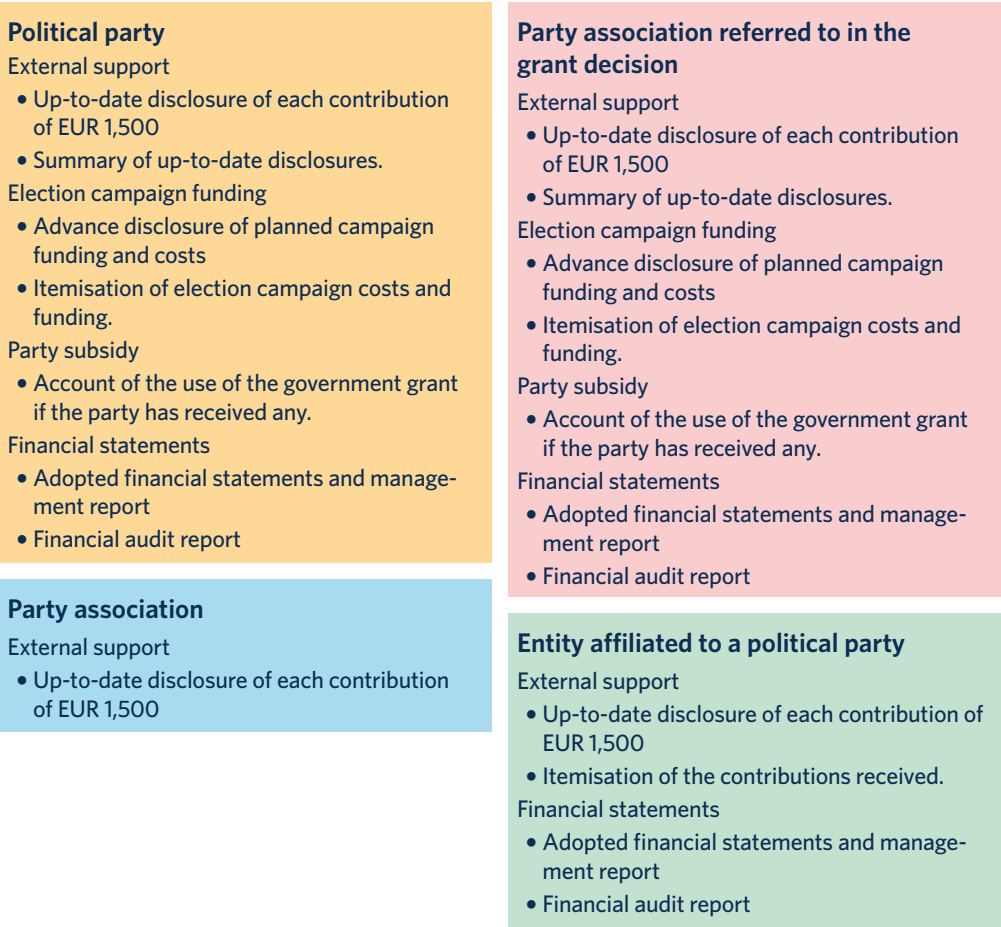 Political party
External support
• Up-to-date disclosure of each contribution
of EUR 1,500
• Summary of up-to-date disclosures.
Election campaign funding
• Advance disclosure of planned campaign
funding and costs
• Itemisation of election campaign costs and
funding.
Party subsidy
• Account of the use of the government grant
if the party has received any.
Financial statements
• Adopted financial statements and manage-
ment report
• Financial audit report
Party association
External support
• Up-to-date disclosure of each contribution
of EUR 1,500
Party association referred to in the
grant decision
External support
• Up-to-date disclosure of each contribution
of EUR 1,500
• Summary of up-to-date disclosures.
Election campaign funding
• Advance disclosure of planned campaign
funding and costs
• Itemisation of election campaign costs and
funding.
Party subsidy
• Account of the use of the government grant
if the party has received any.
Financial statements
• Adopted financial statements and manage-
ment report
• Financial audit report
Entity affiliated to a political party
External support
• Up-to-date disclosure of each contribution of
EUR 1,500
• Itemisation of the contributions received.
Financial statements
• Adopted financial statements and manage-
ment report
• Financial audit report